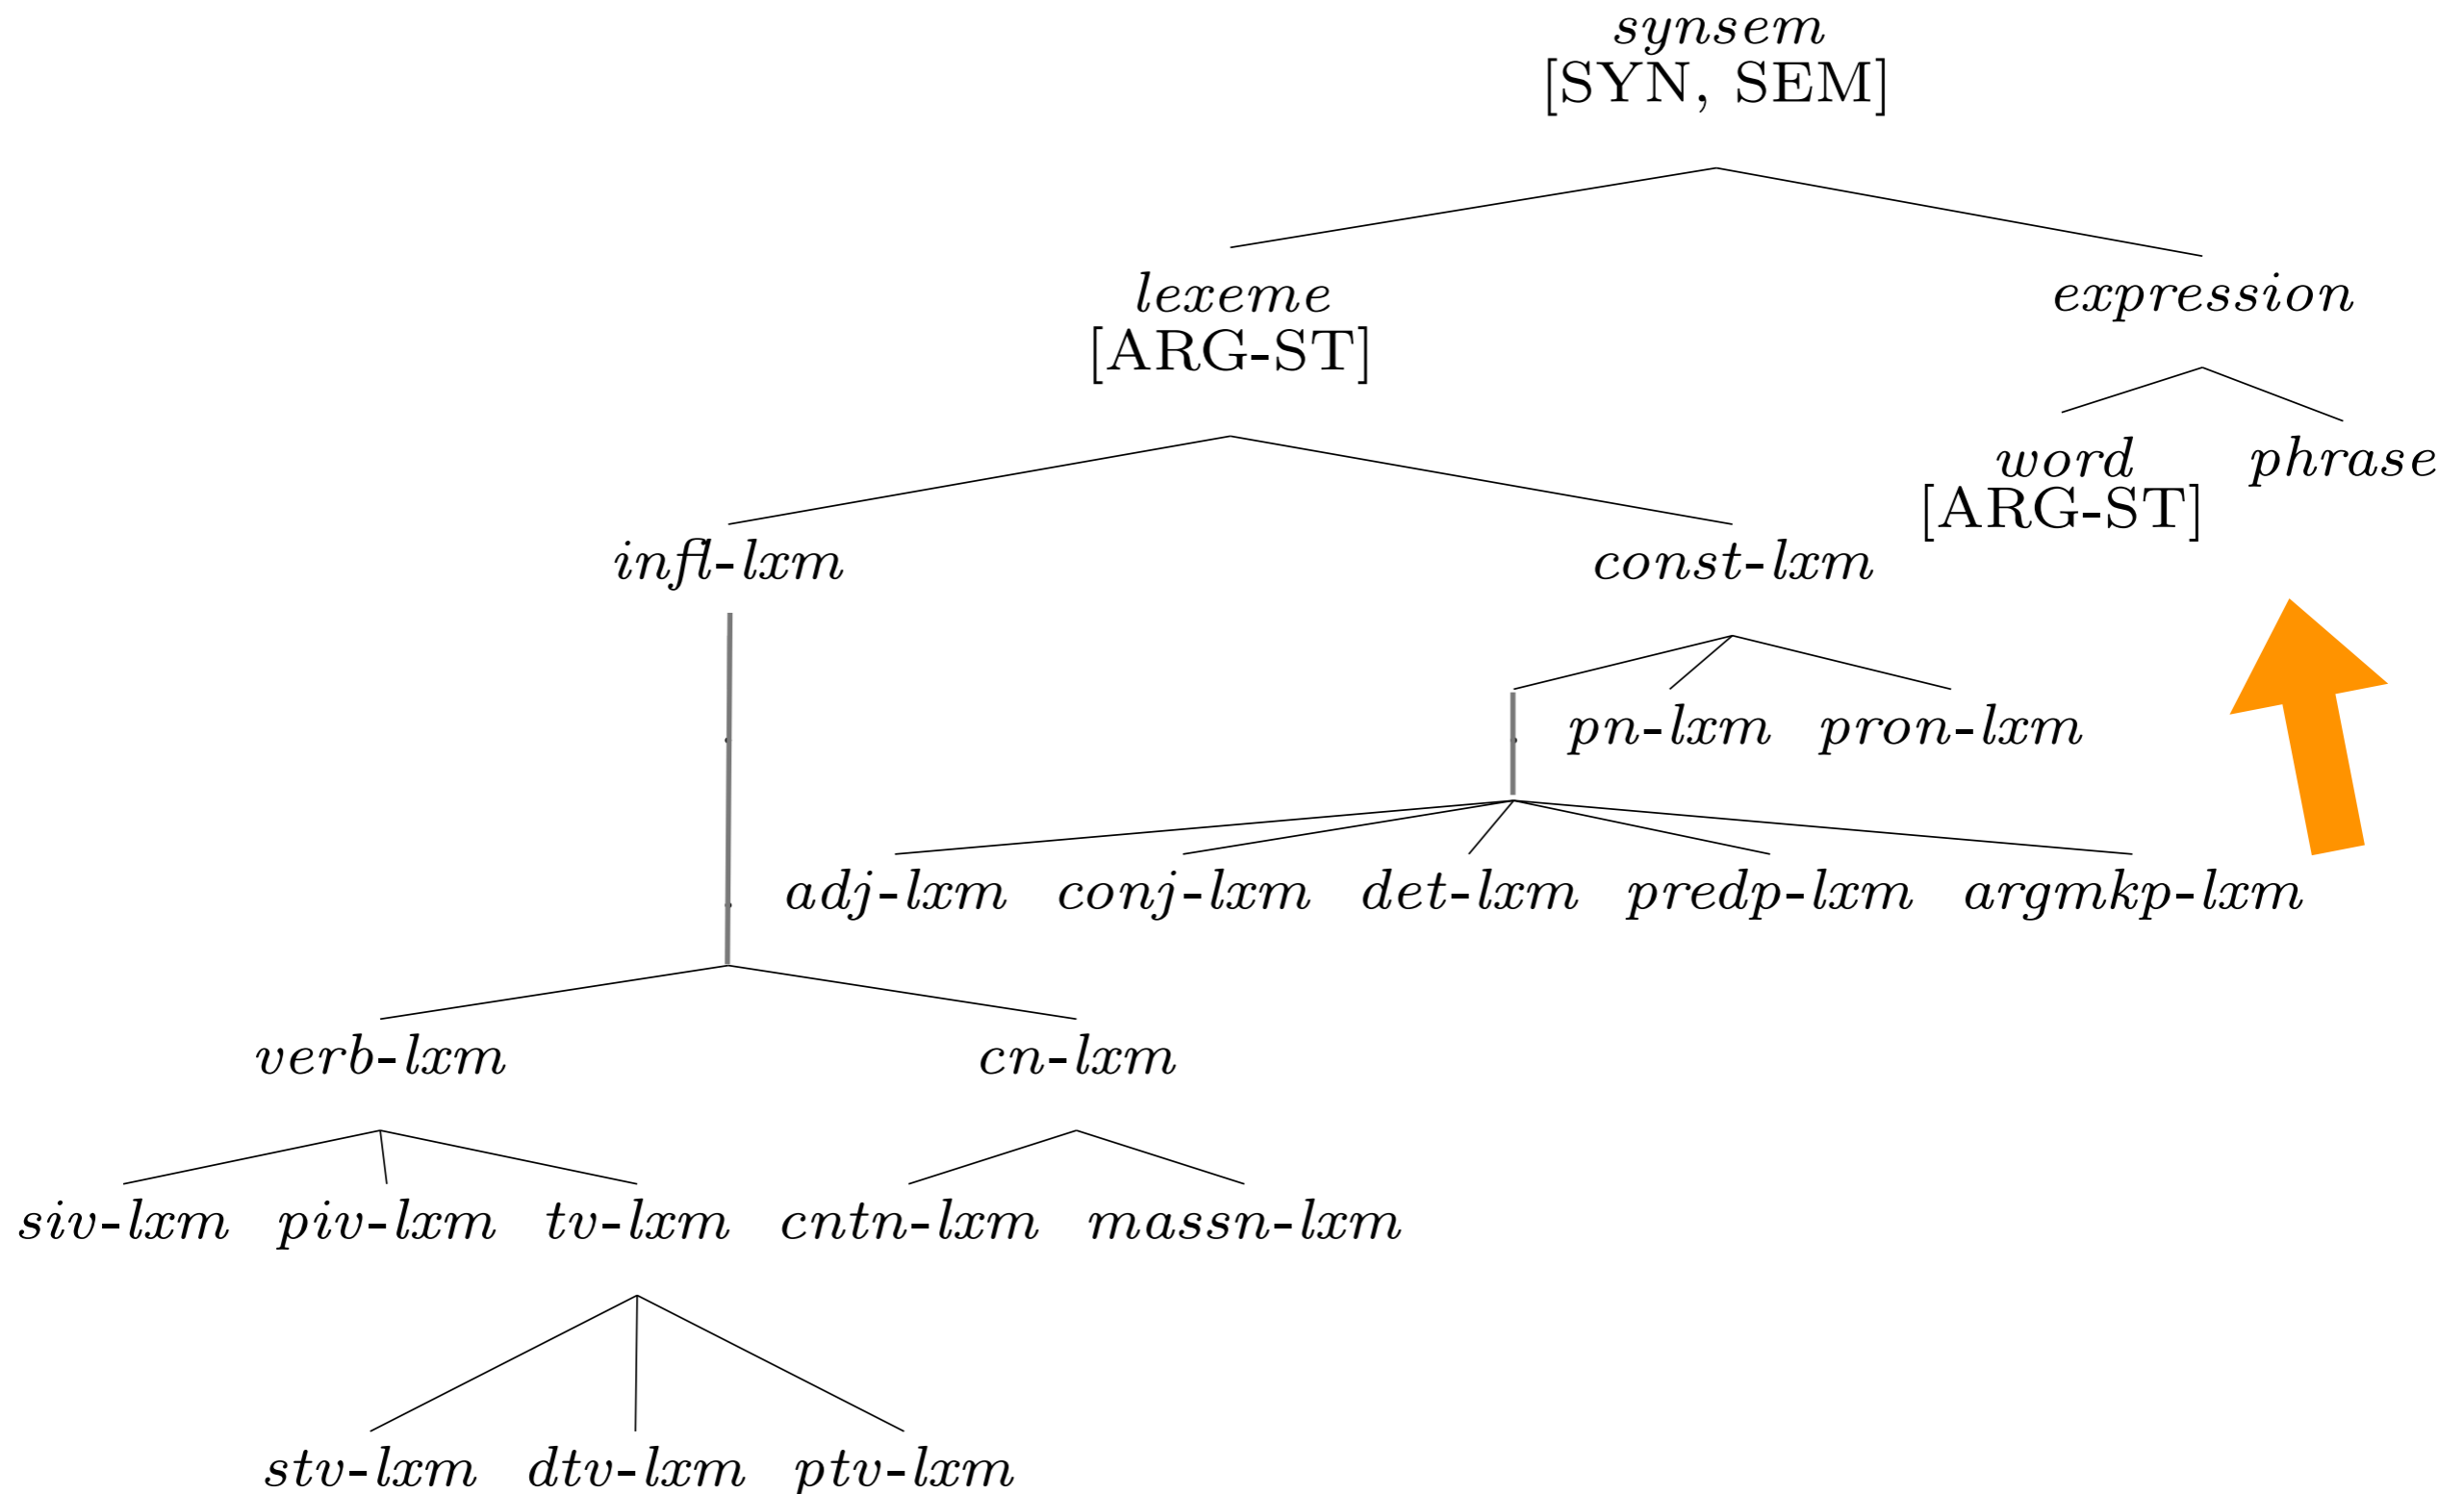 synsem
[SYN, SEM]
lexeme
[ARG-ST]
expression
word
[ARG-ST]
phrase
infl-lxm
const-lxm
pn-lxm pron-lxm
adj-lxm conj-lxm det-lxm predp-lxm argmkp-lxm
verb-lxm cn-lxm
siv-lxm piv-lxm tv-lxm cntn-lxm massn-lxm
stv-lxm dtv-lxm ptv-lxm